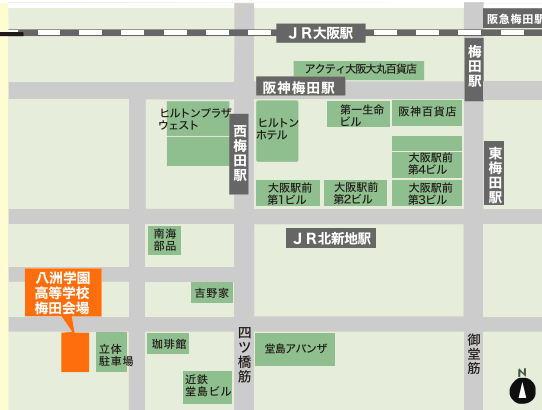 阪急梅田駅
JR大阪駅
梅田駅
アクティ大阪大丸百貨店
阪神梅田駅
ヒルトンプラザ
ウェスト
ヒルトン
ホテル
第一生命
ビル
阪神百貨店
西梅田駅
東梅田駅
大阪駅前
第4ビル
大阪駅前
第1ビル
大阪駅前
第2ビル
大阪駅前
第3ビル
南海
部品
JR北新地駅
八洲学園
高等学校
梅田会場
吉野家
立体
駐車場
珈琲館
四ツ橋筋
堂島アバンザ
御堂筋
近鉄
堂島ビル
N